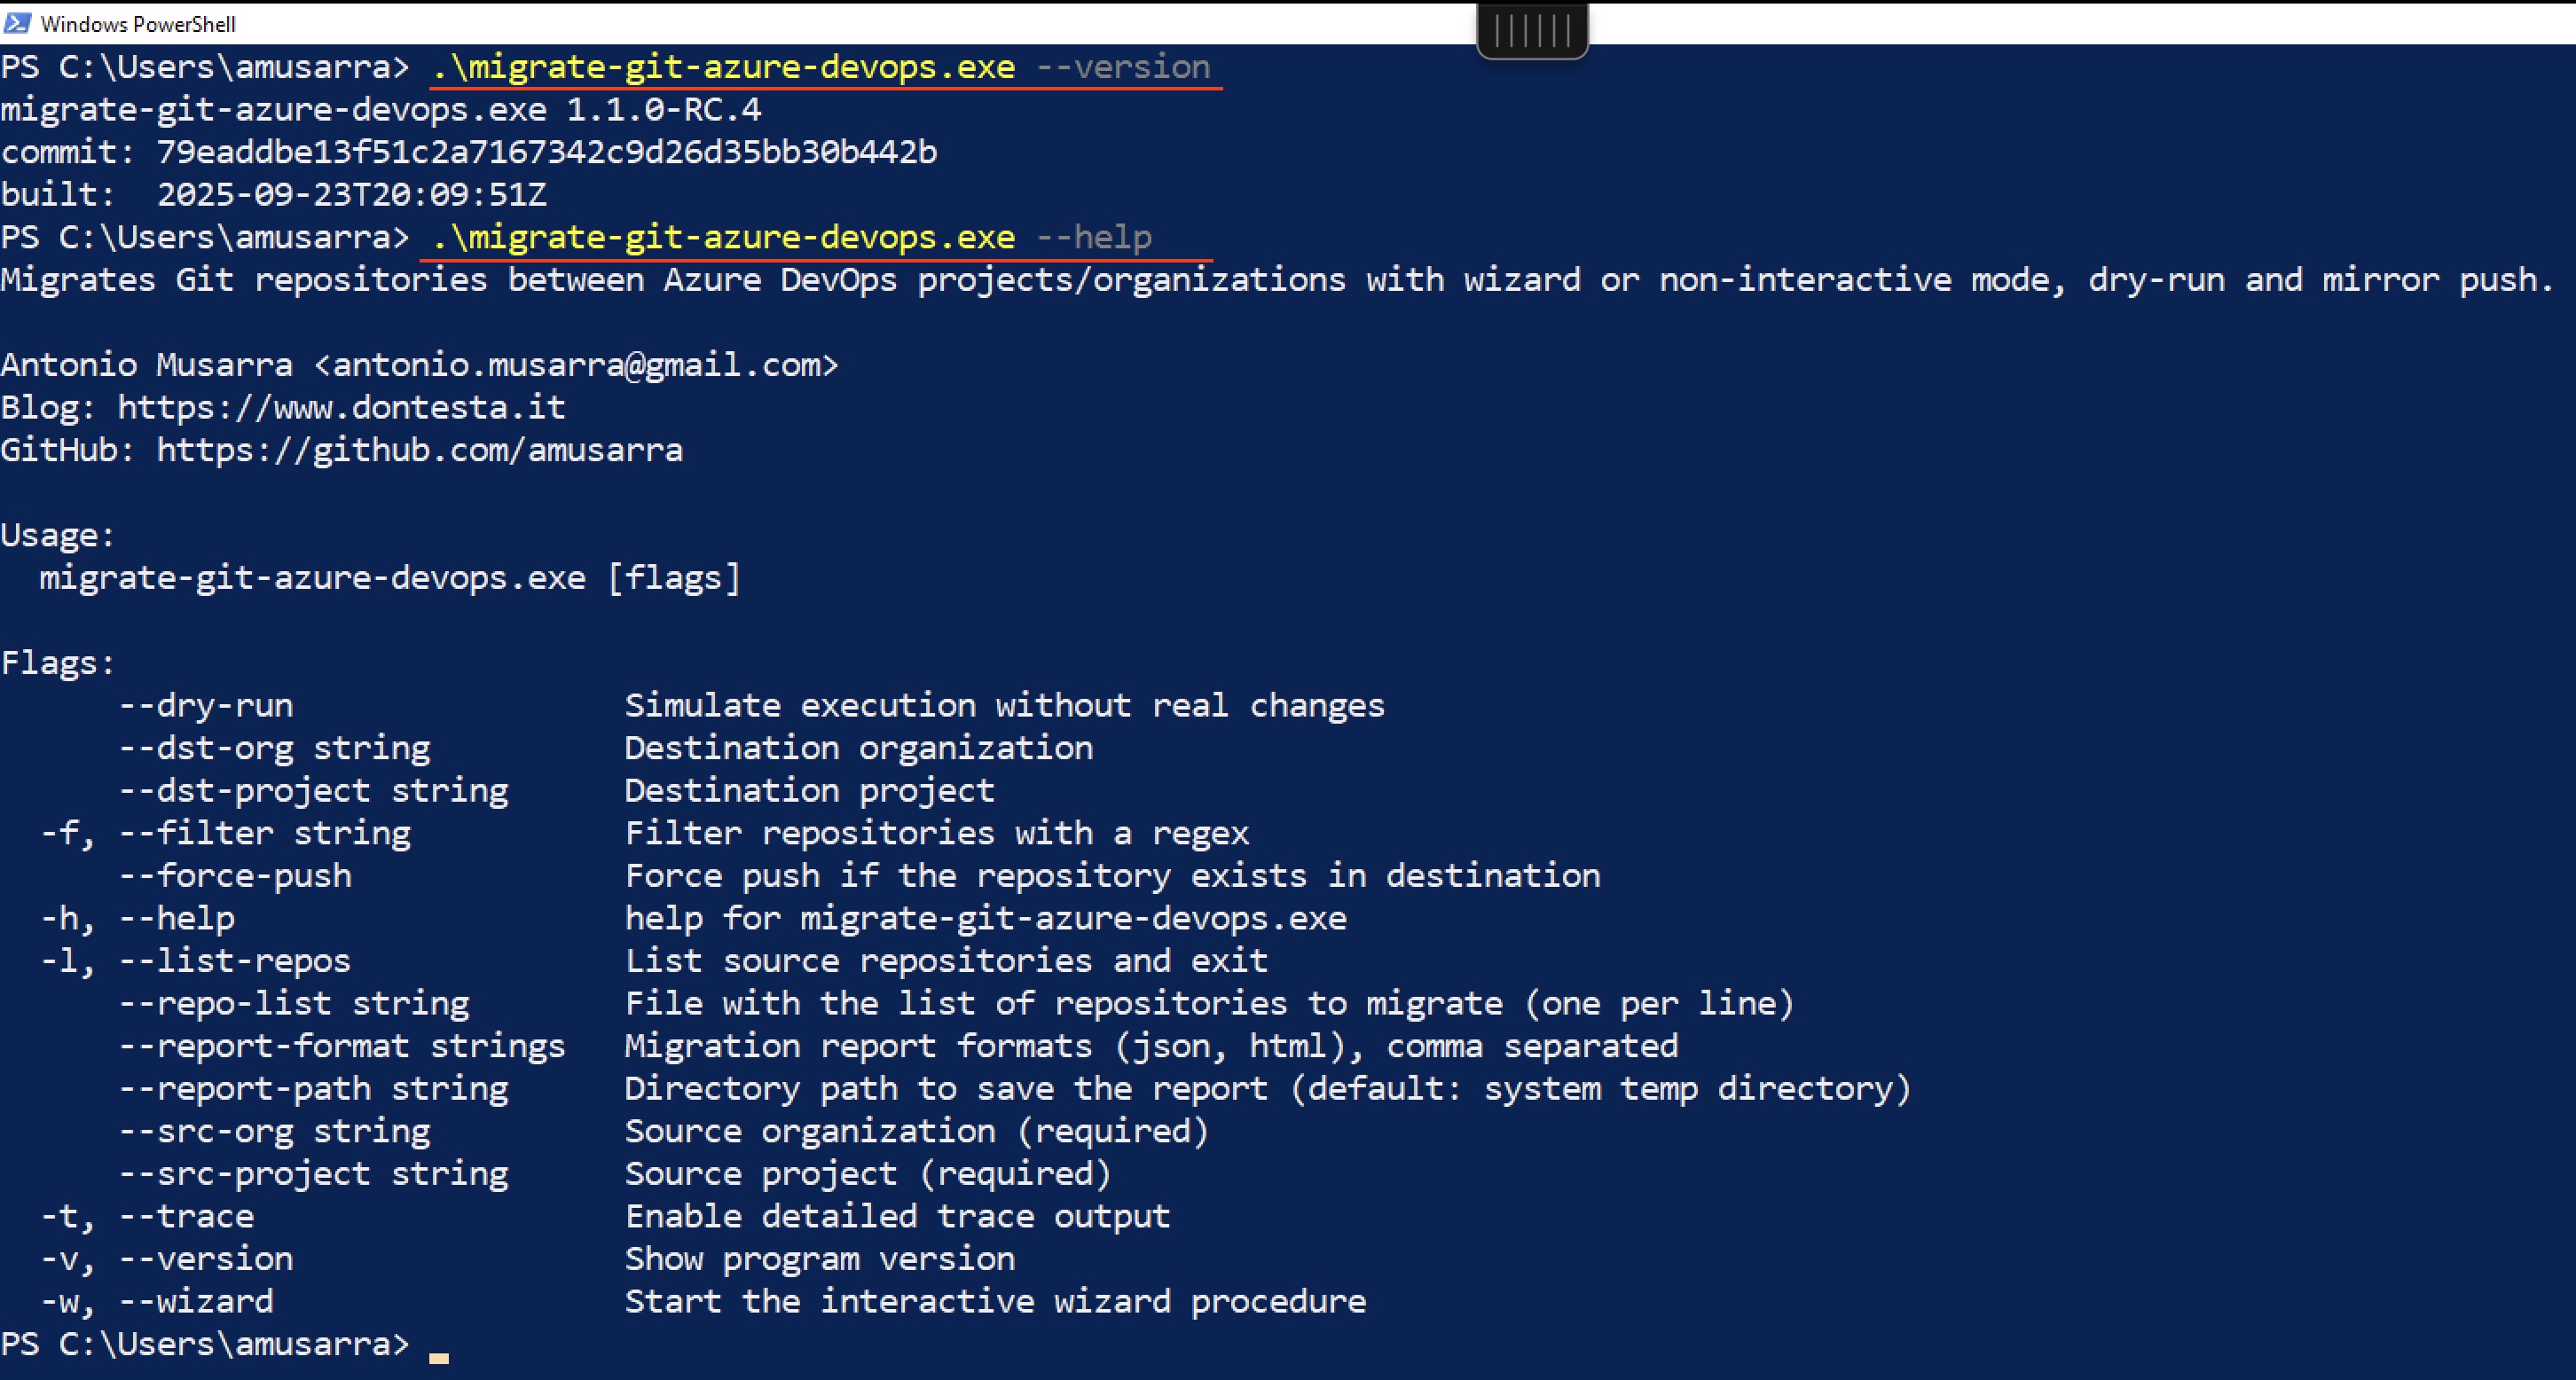 Windows PowerShell
PS C:\Users\amusarra> .\migrate-git-azure-devops.exe --version
migrate-git-azure-devops.exe 1.1.0-RC.4
commit: 79eaddbe13f51c2a7167342c9d26d35bb30b442b
built:  2025-09-23T20:09:51Z
PS C:\Users\amusarra> .\migrate-git-azure-devops.exe --help
Migrates Git repositories between Azure DevOps projects/organizations with wizard or non-interactive mode, dry-run and mirror push.
Antonio Musarra <antonio.musarra@gmail.com>
Blog: https://www.dontesta.it
GitHub: https://github.com/amusarra
Usage:
  migrate-git-azure-devops.exe [flags]
Flags:
      --dry-run                 Simulate execution without real changes
      --dst-org string          Destination organization
      --dst-project string      Destination project
  -f, --filter string           Filter repositories with a regex
      --force-push              Force push if the repository exists in destination
  -h, --help                    help for migrate-git-azure-devops.exe
  -l, --list-repos              List source repositories and exit
      --repo-list string        File with the list of repositories to migrate (one per line)
      --report-format strings   Migration report formats (json, html), comma separated
      --report-path string      Directory path to save the report (default: system temp directory)
      --src-org string          Source organization (required)
      --src-project string      Source project (required)
  -t, --trace                   Enable detailed trace output
  -v, --version                 Show program version
  -w, --wizard                  Start the interactive wizard procedure
PS C:\Users\amusarra>